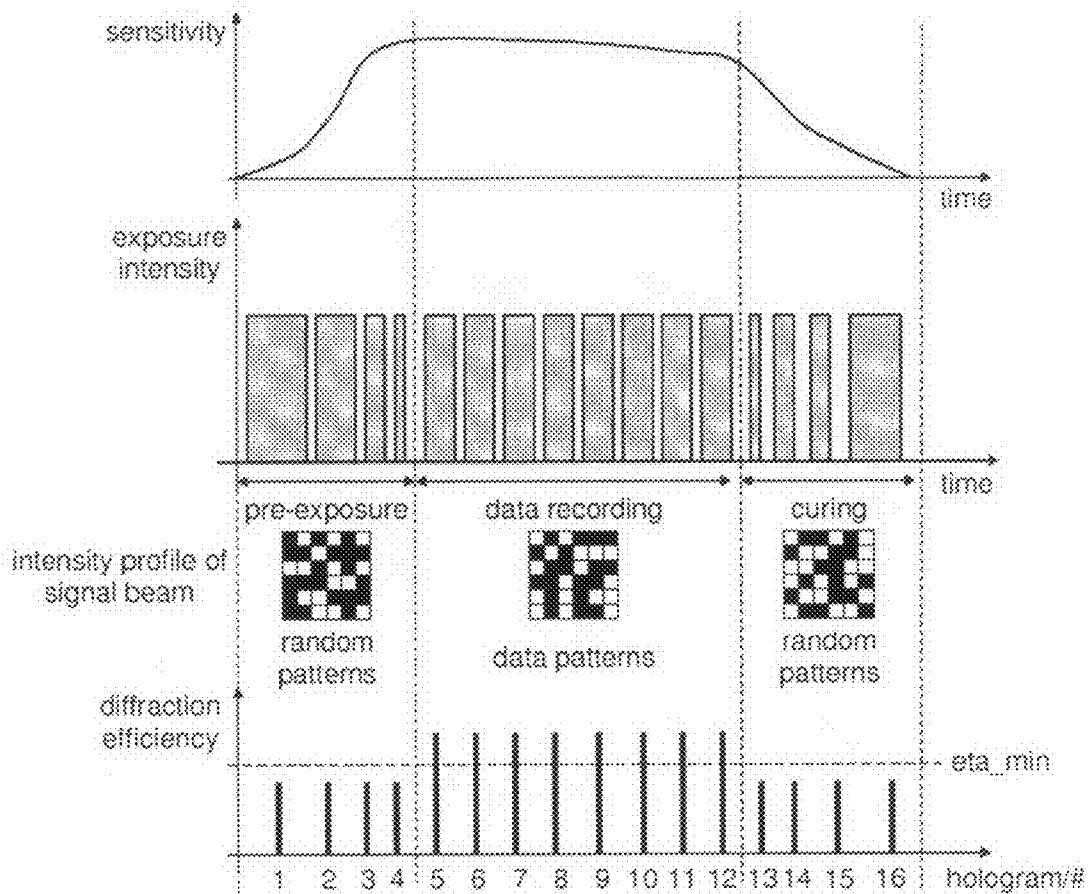 sensitivity
time
exposure
intensity
time
pre-exposure
data recording
curing
intensity profile of
signal beam
random
patterns
data patterns
random
patterns
diffraction
efficiency
eta_min
1 2 3 4 5 6 7 8 9 10 11 12 13 14 15 16 hologram/#